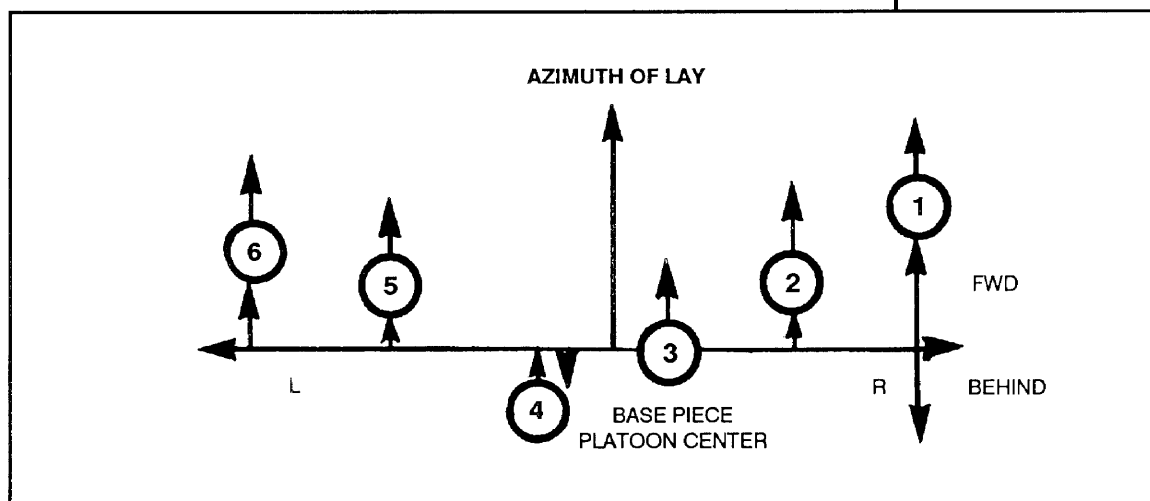 AZIMUTH OF LAY
1
6
2
5
FWD
3
L
R
BEHIND
4
BASE PIECE
PLATOON CENTER